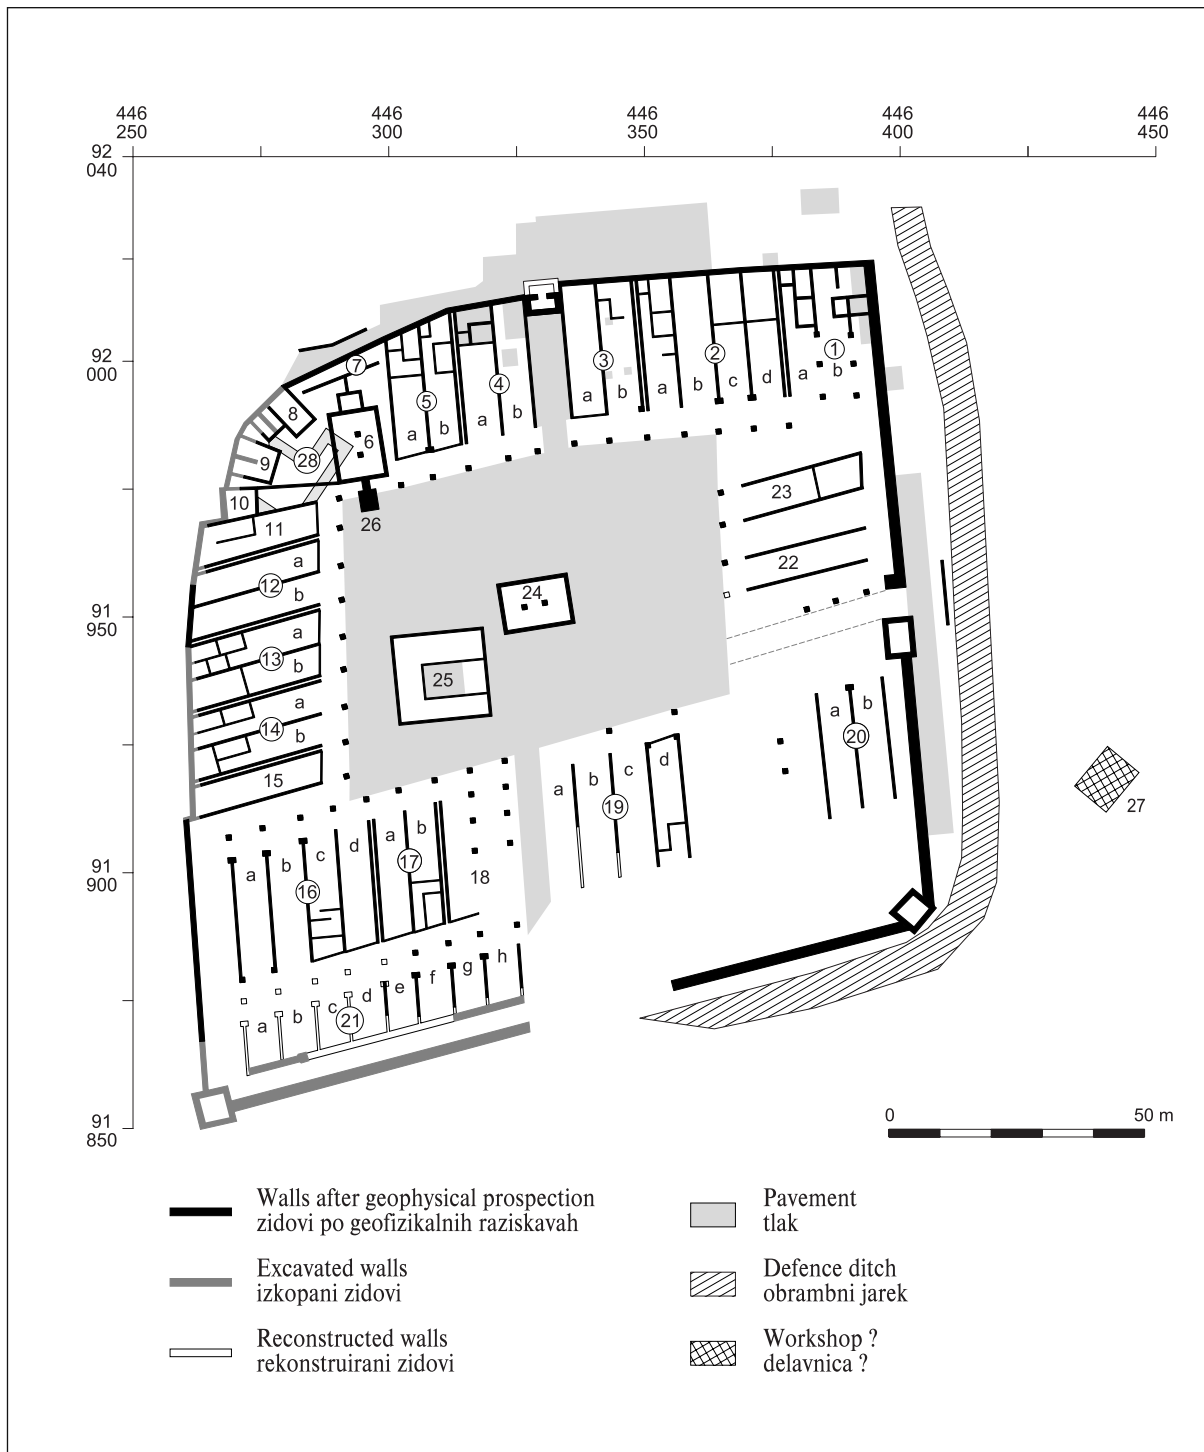 446
250
446
300
446
350
446
400
446
450
92
040
92
000
91
950
91
900
91
850
7
8
5
a
b
4
a
b
3
a
b
2
a
b
c
d
1
a
b
6
9
28
10
26
11
23
22
12
a
b
24
13
a
b
25
14
a
b
15
20
a
b
19
a
b
c
d
27
16
a
b
c
d
17
a
b
18
21
a
b
c
d
e
f
g
h
0
50 m
Walls after geophysical prospection
zidovi po geofizikalnih raziskavah
Excavated walls
izkopani zidovi
Reconstructed walls
rekonstruirani zidovi
Pavement
tlak
Defence ditch
obrambni jarek
Workshop ?
delavnica ?